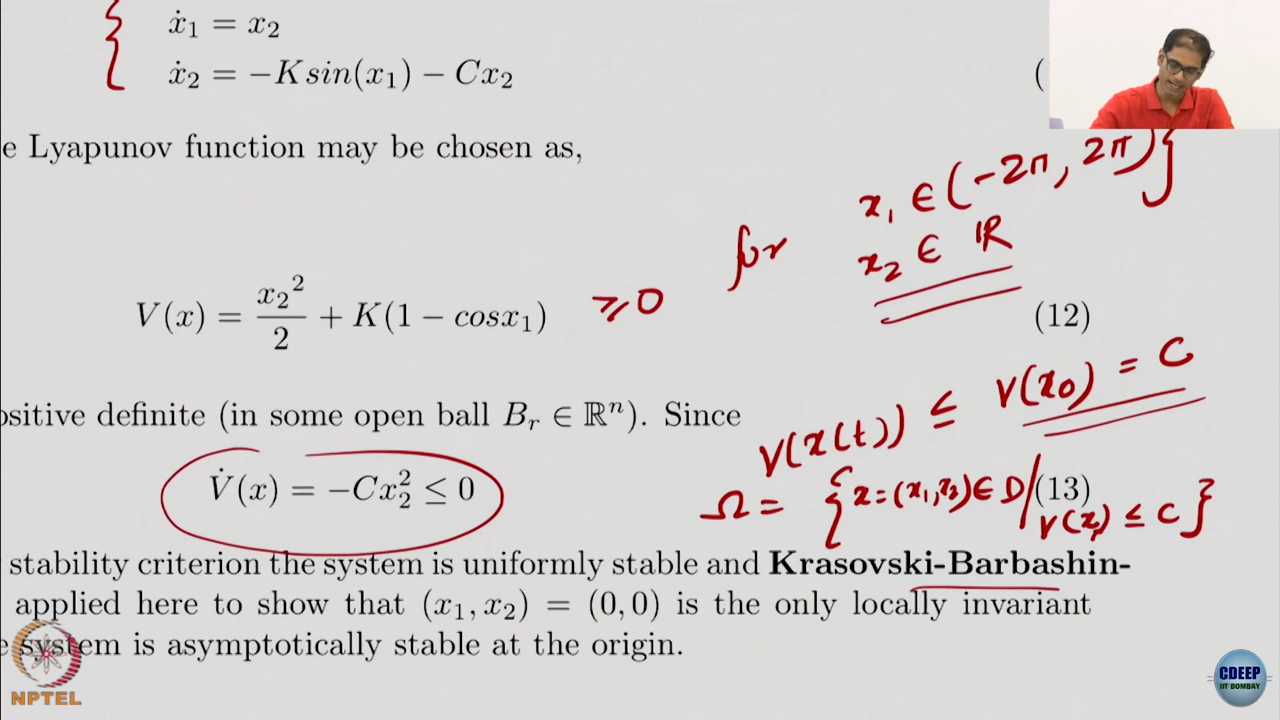 ẋ₁ = x₂
ẋ₂ = −Ksin(x₁) − Cx₂
(
e Lyapunov function may be chosen as,
x₁ ∈ (−2π, 2π) }
for
x₂ ∈ ℝ
V(x) = x₂²/2 + K(1 − cosx₁) ⩾ 0
(12)
ositive definite (in some open ball Bᵣ ∈ ℝⁿ). Since
V(x(t)) ≤ V(x₀) = C
V̇(x) = −Cx₂² ≤ 0
(13)
Ω = { x = (x₁, x₂) ∈ D / V(x) ≤ C }
stability criterion the system is uniformly stable and Krasovski-Barbashin-
applied here to show that (x₁, x₂) = (0, 0) is the only locally invariant
e system is asymptotically stable at the origin.
NPTEL
CDEEP
IIT BOMBAY